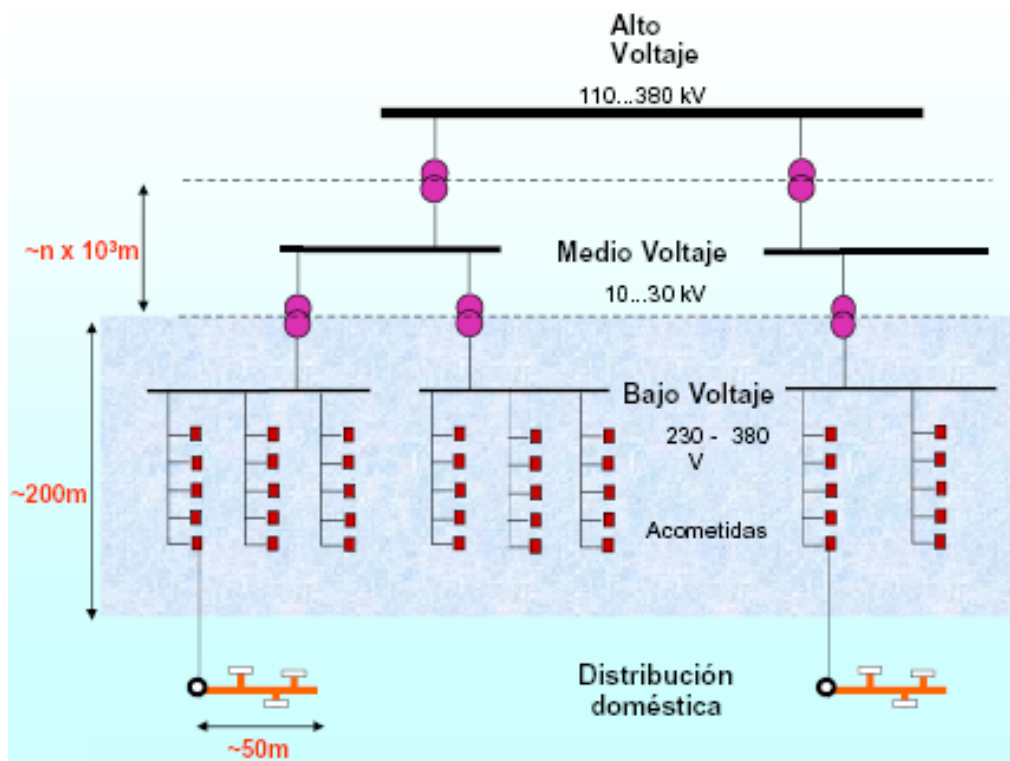 Alto
Voltaje
110...380 kV
~n x 10³m
Medio Voltaje
10...30 kV
Bajo Voltaje
230 - 380
V
~200m
Acometidas
Distribución
doméstica
~50m